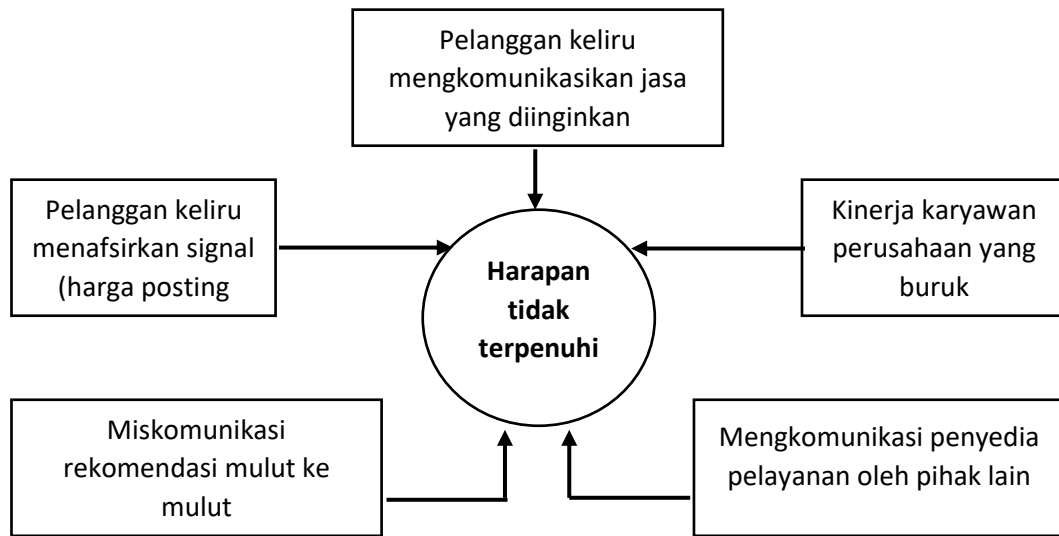 Pelanggan keliru
mengkomunikasikan jasa
yang diinginkan
Pelanggan keliru
menafsirkan signal
(harga posting
Kinerja karyawan
perusahaan yang
buruk
Harapan
tidak
terpenuhi
Miskomunikasi
rekomendasi mulut ke
mulut
Mengkomunikasi penyedia
pelayanan oleh pihak lain